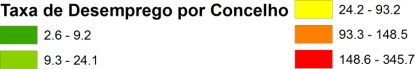 Taxa de Desemprego por Concelho
2.6 - 9.2
9.3 - 24.1
24.2 - 93.2
93.3 - 148.5
148.6 - 345.7